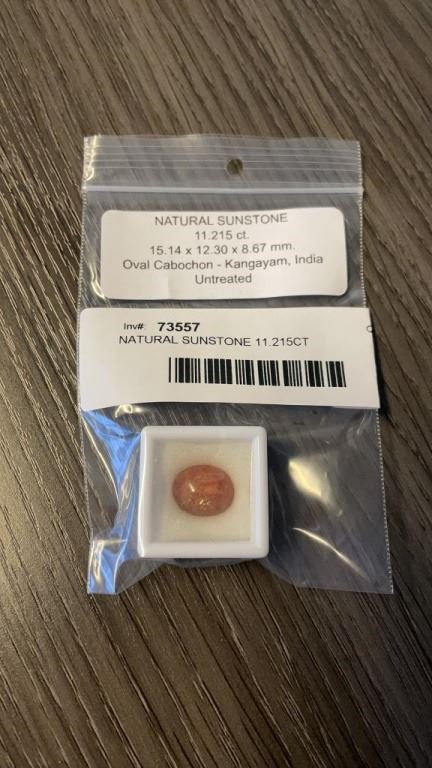 NATURAL SUNSTONE
11.215 ct.
15.14 x 12.30 x 8.67 mm.
Oval Cabochon - Kangayam, India
Untreated
Inv#: 73557
NATURAL SUNSTONE 11.215CT